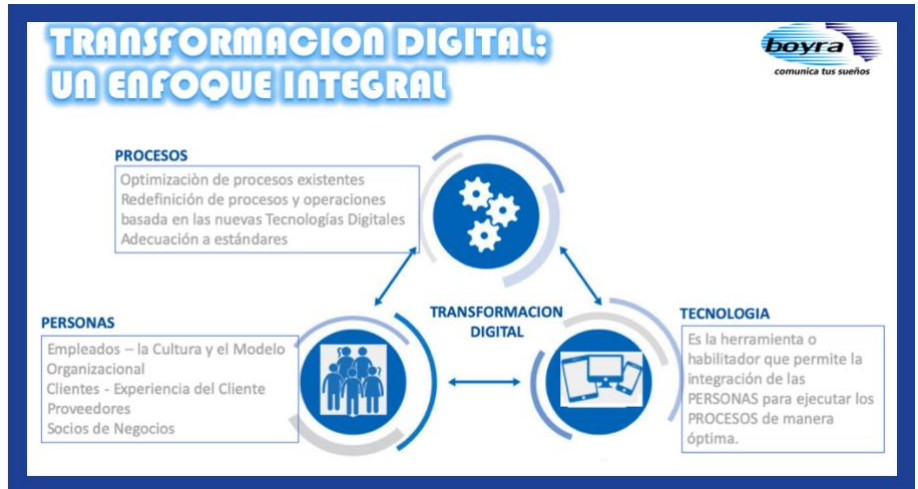 TRANSFORMACION DIGITAL;
UN ENFOQUE INTEGRAL
boyra
comunica tus sueños
PROCESOS
Optimizaciòn de procesos existentes
Redefinición de procesos y operaciones
basada en las nuevas Tecnologías Digitales
Adecuación a estándares
TRANSFORMACION
DIGITAL
PERSONAS
Empleados – la Cultura y el Modelo
Organizacional
Clientes - Experiencia del Cliente
Proveedores
Socios de Negocios
TECNOLOGIA
Es la herramienta o
habilitador que permite la
integración de las
PERSONAS para ejecutar los
PROCESOS de manera
óptima.